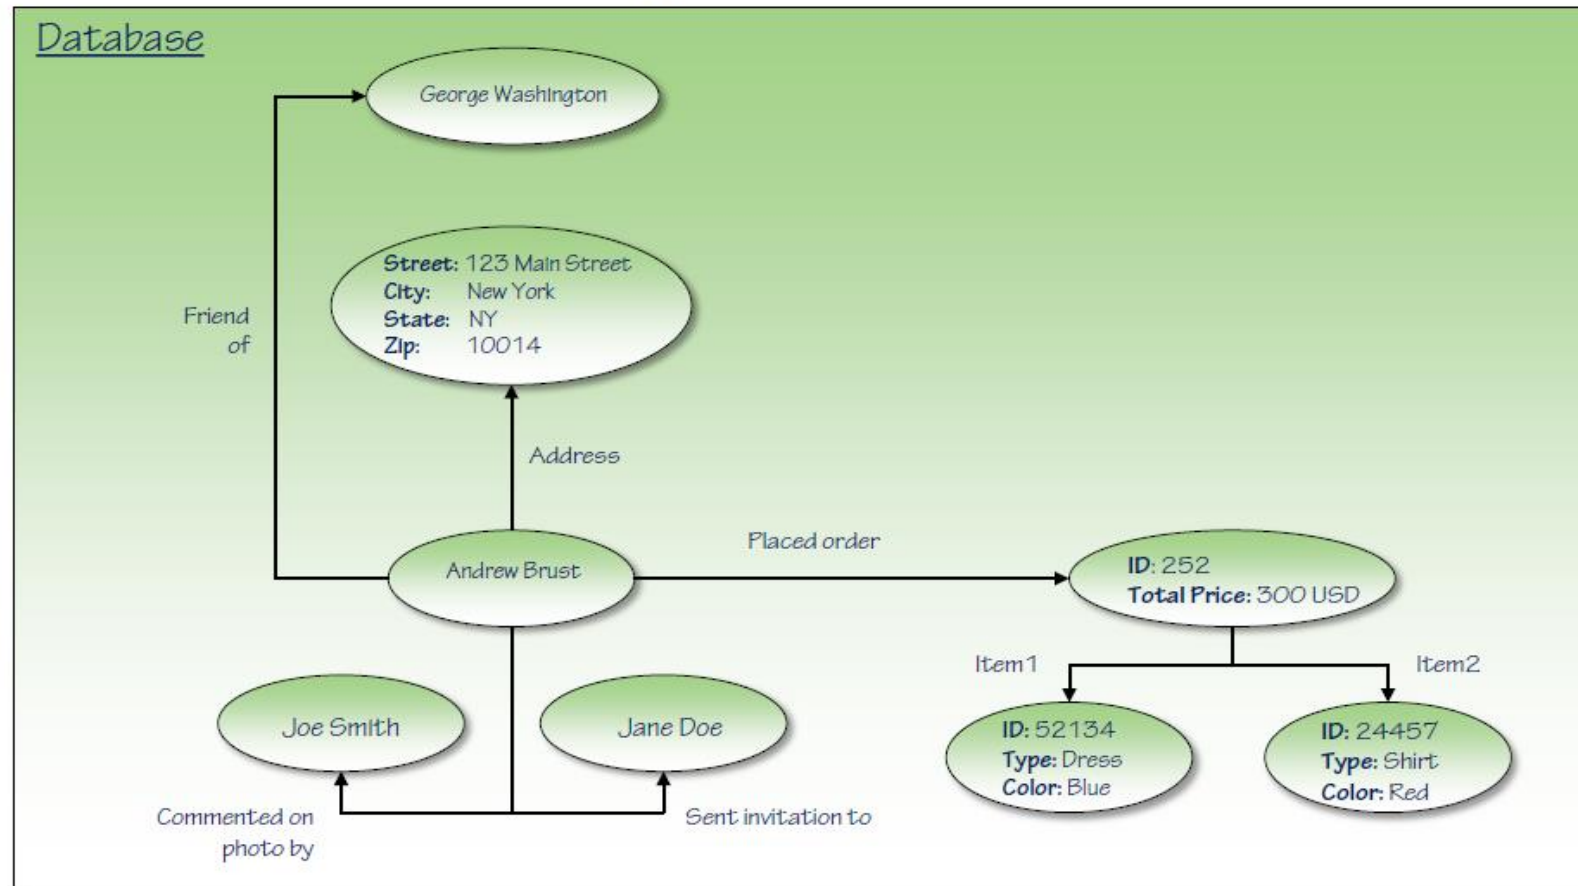 Database
George Washington
Street: 123 Main Street
City: New York
State: NY
Zip: 10014
Friend
of
Address
Placed order
Andrew Brust
ID: 252
Total Price: 300 USD
Item1
Item2
Joe Smith
Jane Doe
ID: 52134
Type: Dress
Color: Blue
ID: 24457
Type: Shirt
Color: Red
Commented on
photo by
Sent invitation to